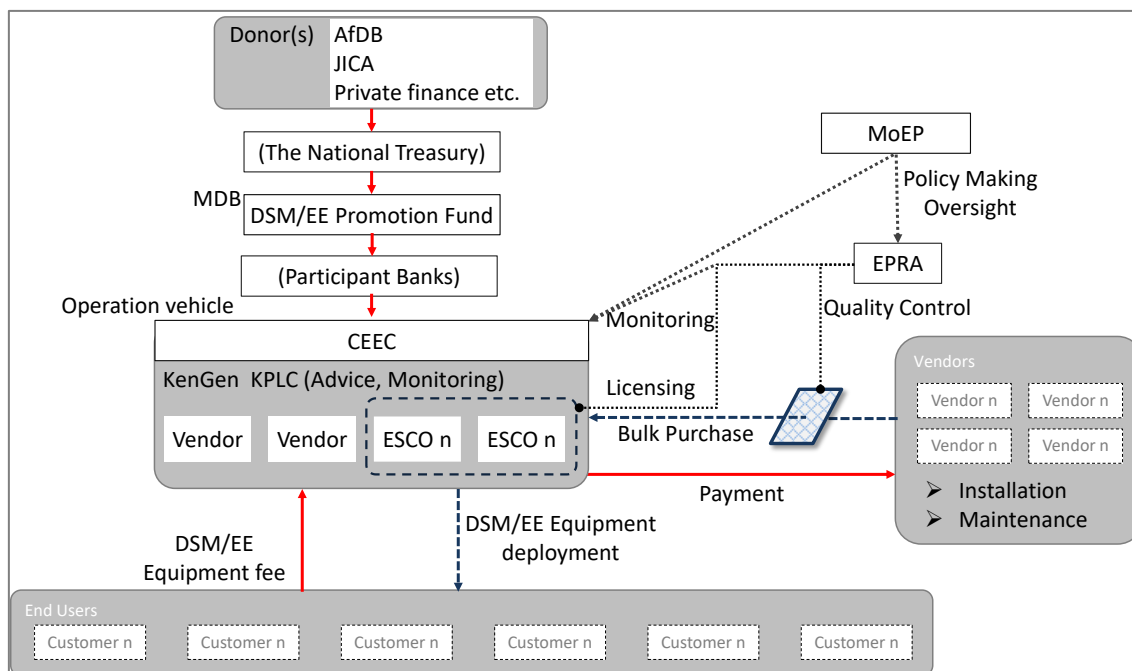 Donor(s)
AfDB
JICA
Private finance etc.
(The National Treasury)
MDB
DSM/EE Promotion Fund
(Participant Banks)
Operation vehicle
CEEC
KenGen KPLC (Advice, Monitoring)
Vendor
Vendor
ESCO n
ESCO n
MoEP
Policy Making
Oversight
EPRA
Monitoring
Quality Control
Licensing
Bulk Purchase
Payment
Vendors
Vendor n
Vendor n
Vendor n
Vendor n
➢ Installation
➢ Maintenance
DSM/EE
Equipment fee
DSM/EE Equipment
deployment
End Users
Customer n
Customer n
Customer n
Customer n
Customer n
Customer n